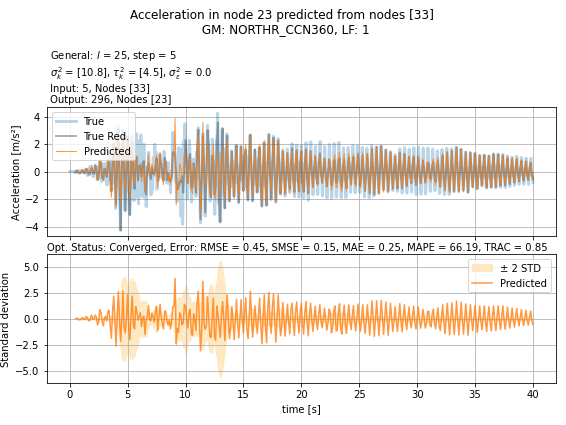 Acceleration in node 23 predicted from nodes [33]
GM: NORTHR_CCN360, LF: 1
General: l = 25, step = 5
σ²ₖ = [10.8], τ²ₖ = [4.5], σ²ₑ = 0.0
Input: 5, Nodes [33]
Output: 296, Nodes [23]
Acceleration [m/s²]
4
2
0
−2
−4
True
True Red.
Predicted
Opt. Status: Converged, Error: RMSE = 0.45, SMSE = 0.15, MAE = 0.25, MAPE = 66.19, TRAC = 0.85
Standard deviation
5.0
2.5
0.0
−2.5
−5.0
± 2 STD
Predicted
0 5 10 15 20 25 30 35 40
time [s]